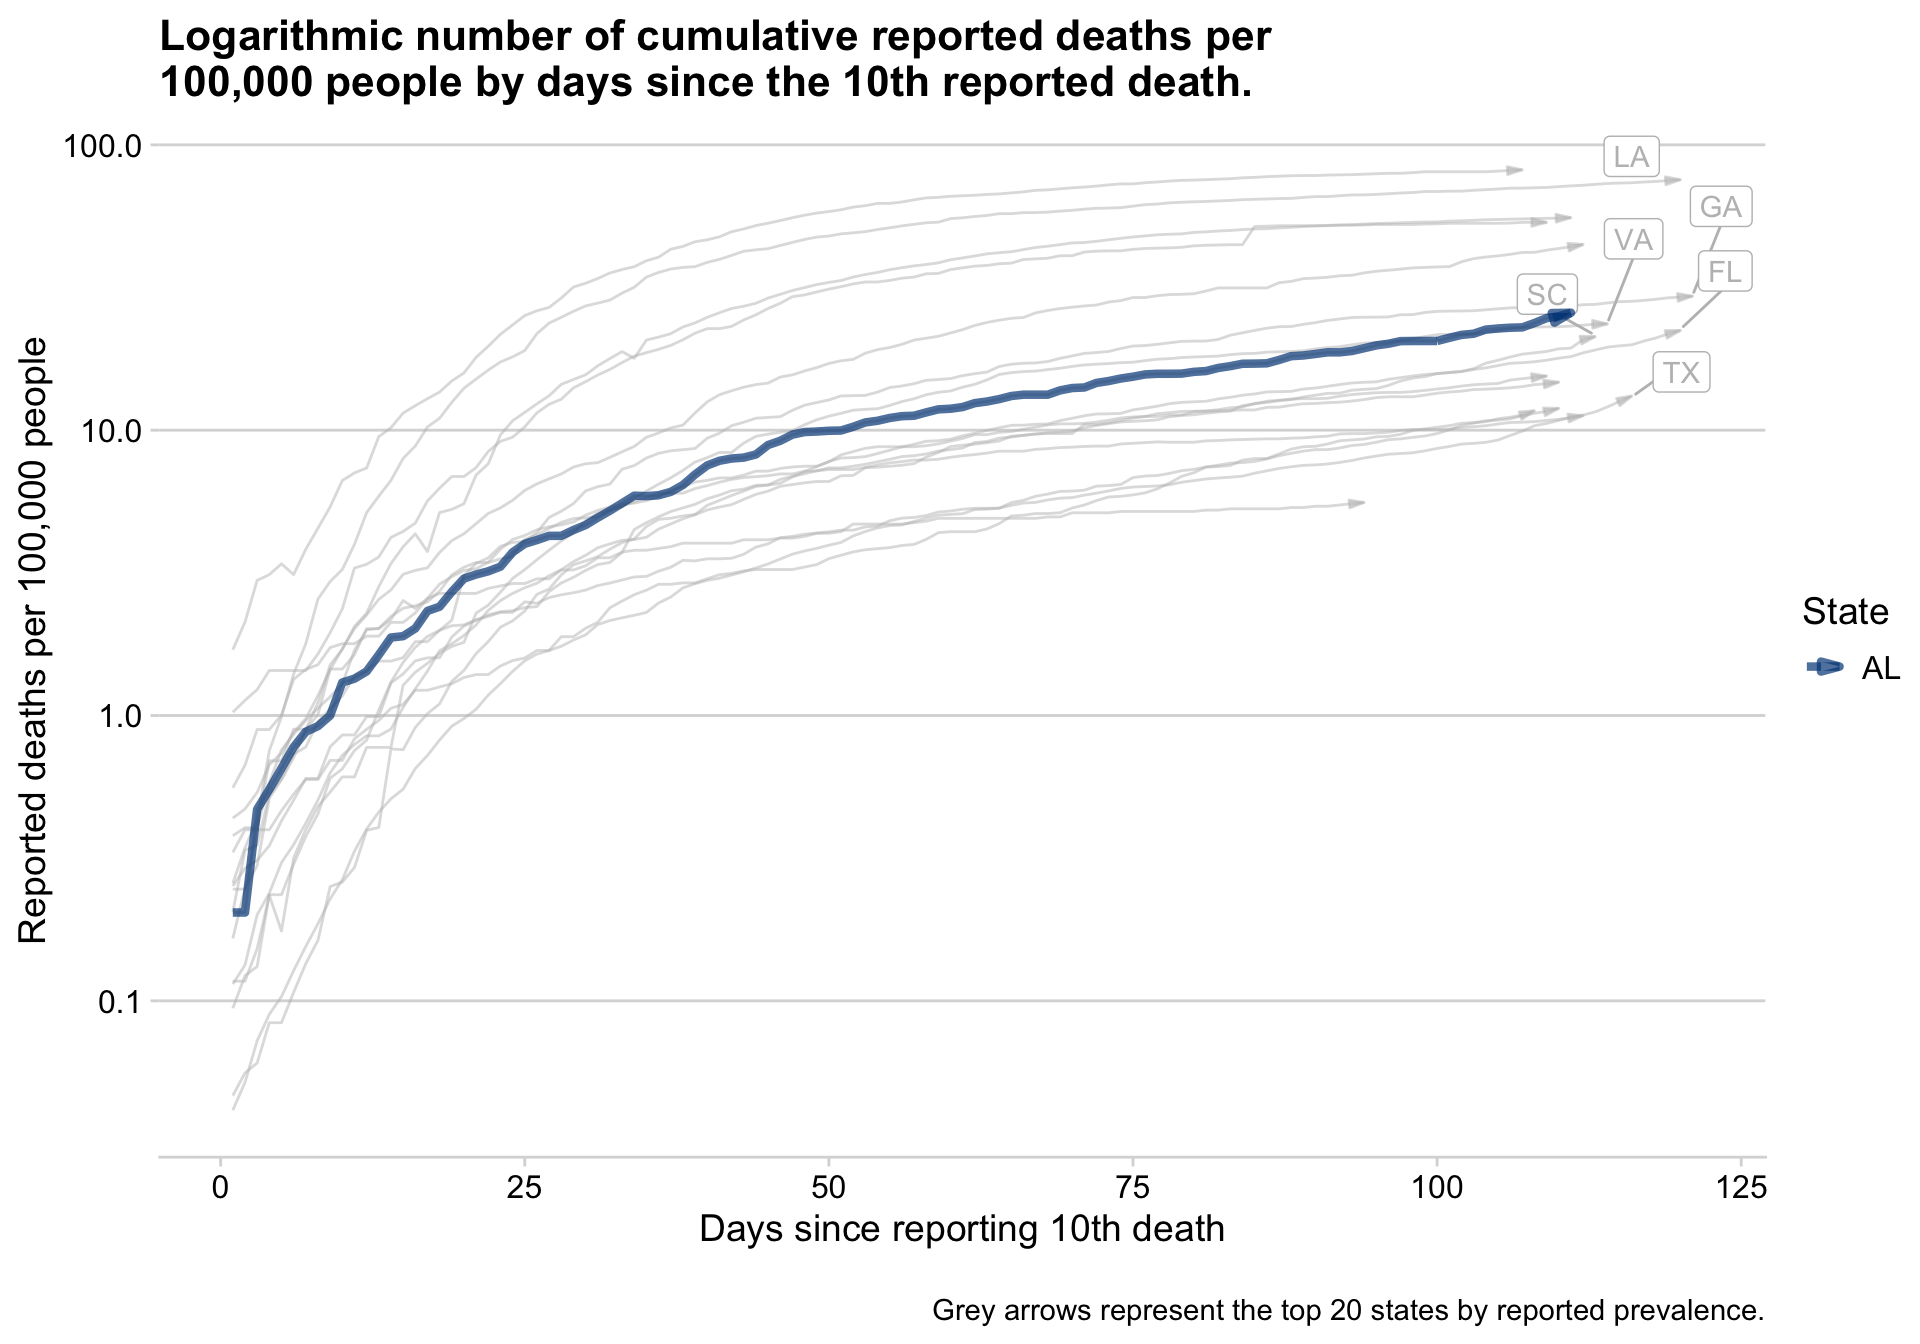 Logarithmic number of cumulative reported deaths per
100,000 people by days since the 10th reported death.
Reported deaths per 100,000 people
100.0
10.0
1.0
0.1
LA
GA
VA
FL
SC
TX
State
AL
0
25
50
75
100
125
Days since reporting 10th death
Grey arrows represent the top 20 states by reported prevalence.